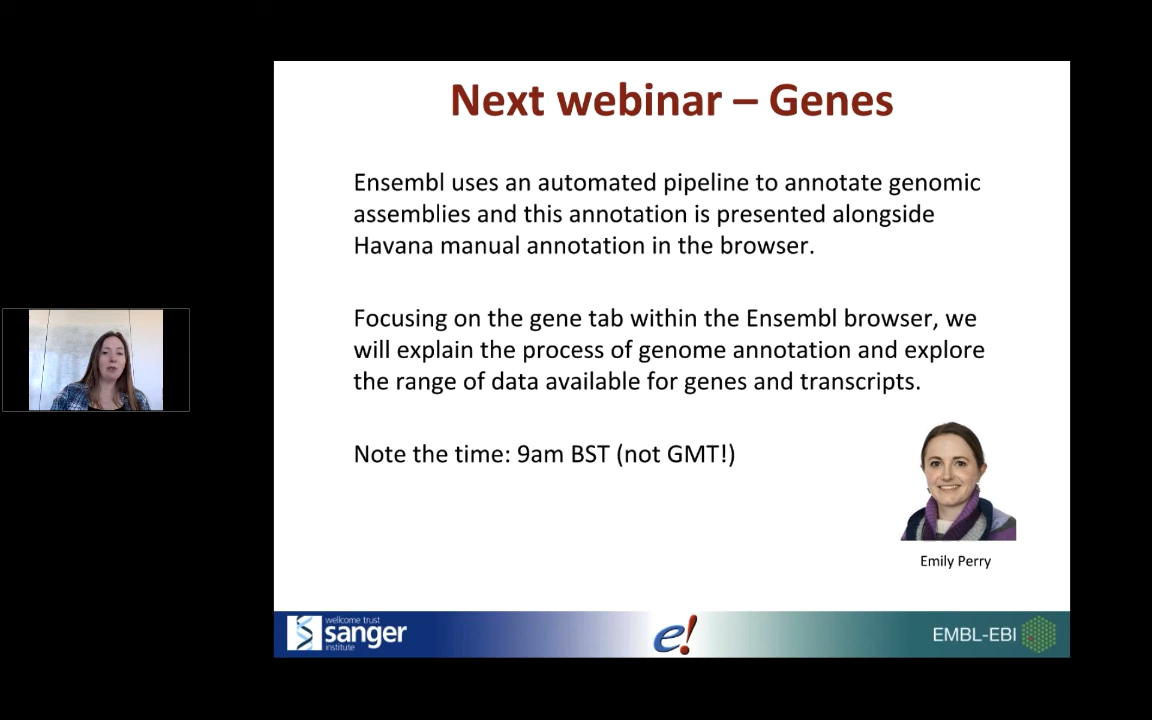 Next webinar – Genes
Ensembl uses an automated pipeline to annotate genomic
assemblies and this annotation is presented alongside
Havana manual annotation in the browser.
Focusing on the gene tab within the Ensembl browser, we
will explain the process of genome annotation and explore
the range of data available for genes and transcripts.
Note the time: 9am BST (not GMT!)
Emily Perry
wellcome trust
sanger
institute
e!
EMBL-EBI